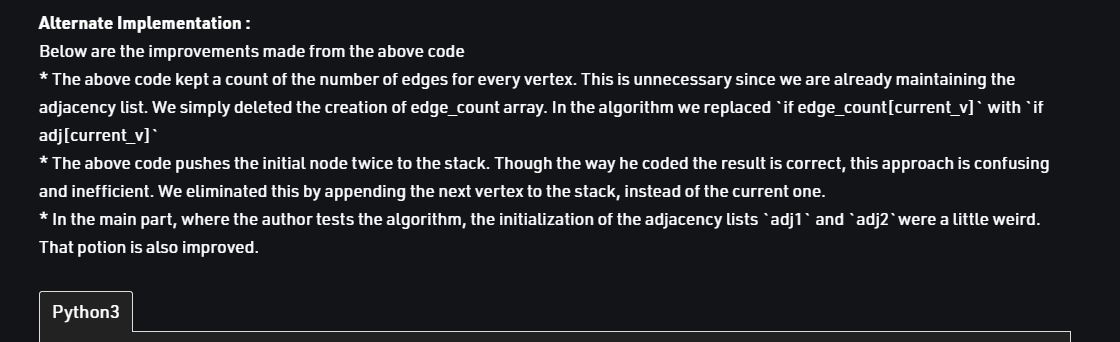 Alternate Implementation :
Below are the improvements made from the above code
* The above code kept a count of the number of edges for every vertex. This is unnecessary since we are already maintaining the
adjacency list. We simply deleted the creation of edge_count array. In the algorithm we replaced `if edge_count[current_v]` with `if
adj[current_v]`
* The above code pushes the initial node twice to the stack. Though the way he coded the result is correct, this approach is confusing
and inefficient. We eliminated this by appending the next vertex to the stack, instead of the current one.
* In the main part, where the author tests the algorithm, the initialization of the adjacency lists `adj1` and `adj2`were a little weird.
That potion is also improved.
Python3